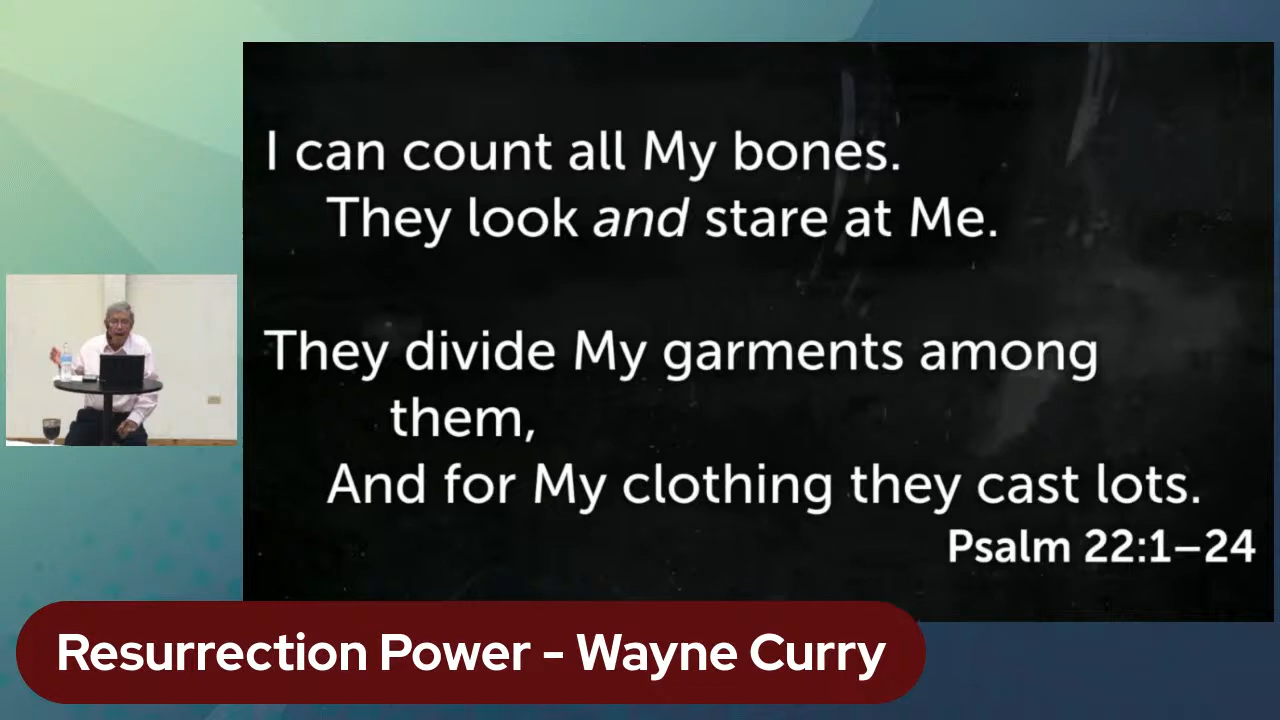 I can count all My bones.
They look and stare at Me.
They divide My garments among
them,
And for My clothing they cast lots.
Psalm 22:1–24
Resurrection Power - Wayne Curry